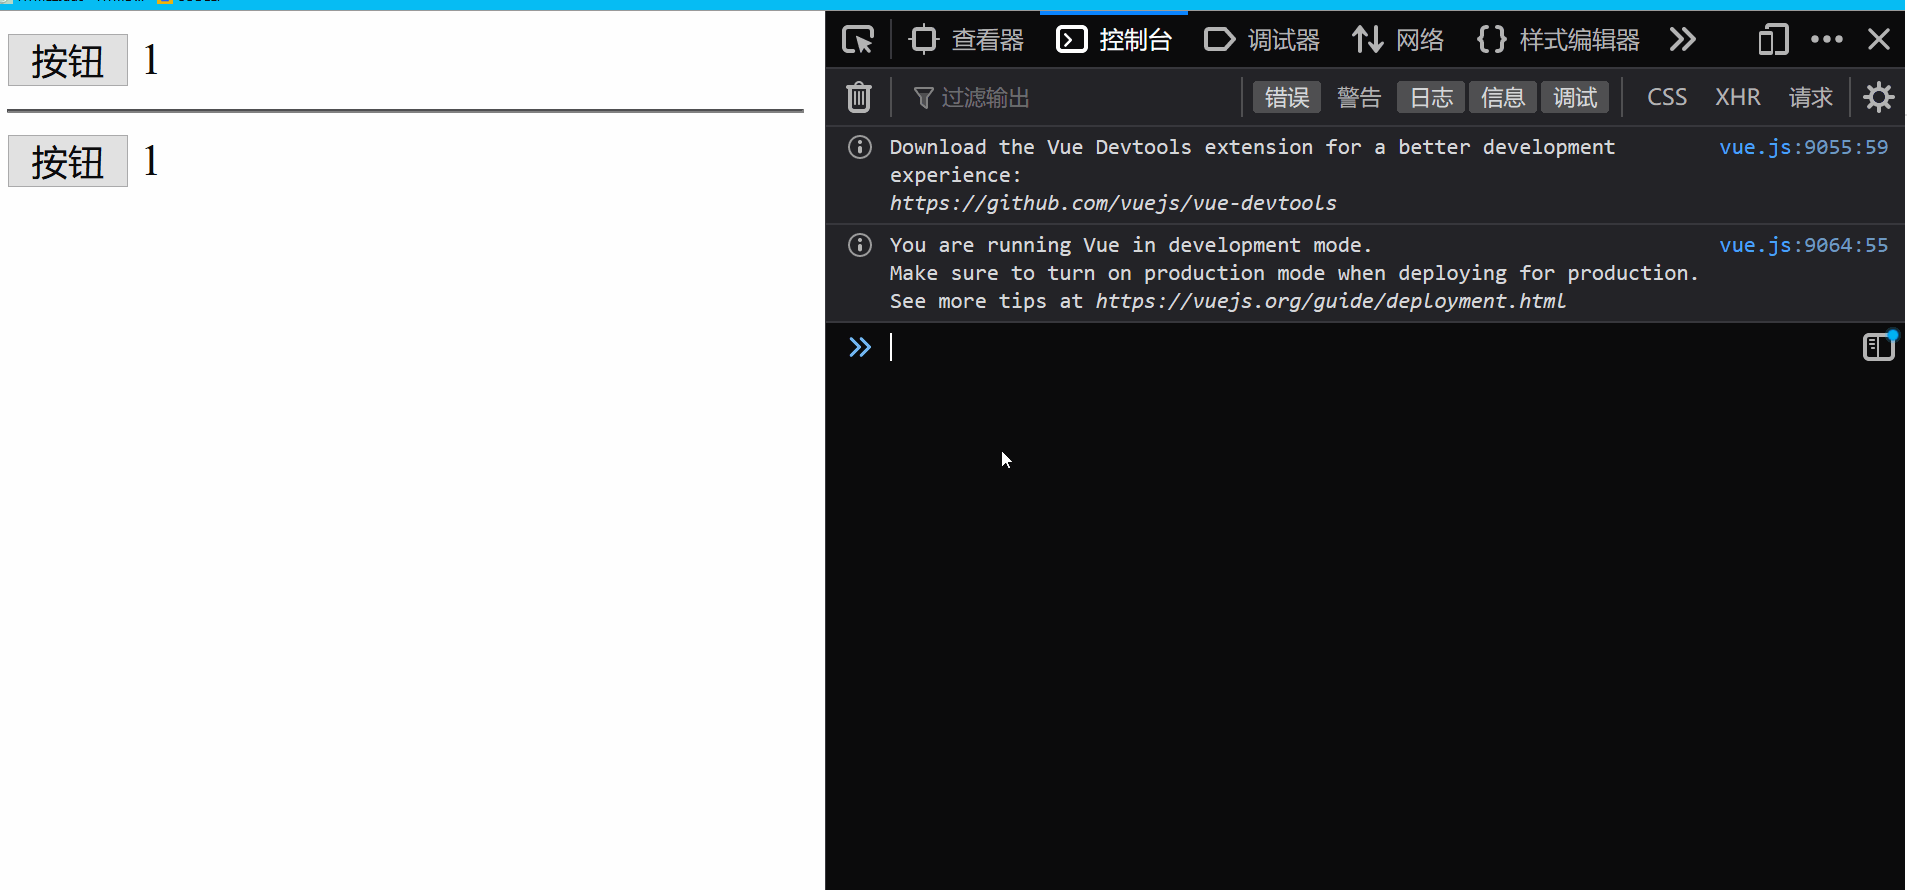 按钮 1
按钮 1
查看器 控制台 调试器 网络 样式编辑器
过滤输出 错误 警告 日志 信息 调试 CSS XHR 请求
Download the Vue Devtools extension for a better development vue.js:9055:59
experience:
https://github.com/vuejs/vue-devtools
You are running Vue in development mode. vue.js:9064:55
Make sure to turn on production mode when deploying for production.
See more tips at https://vuejs.org/guide/deployment.html